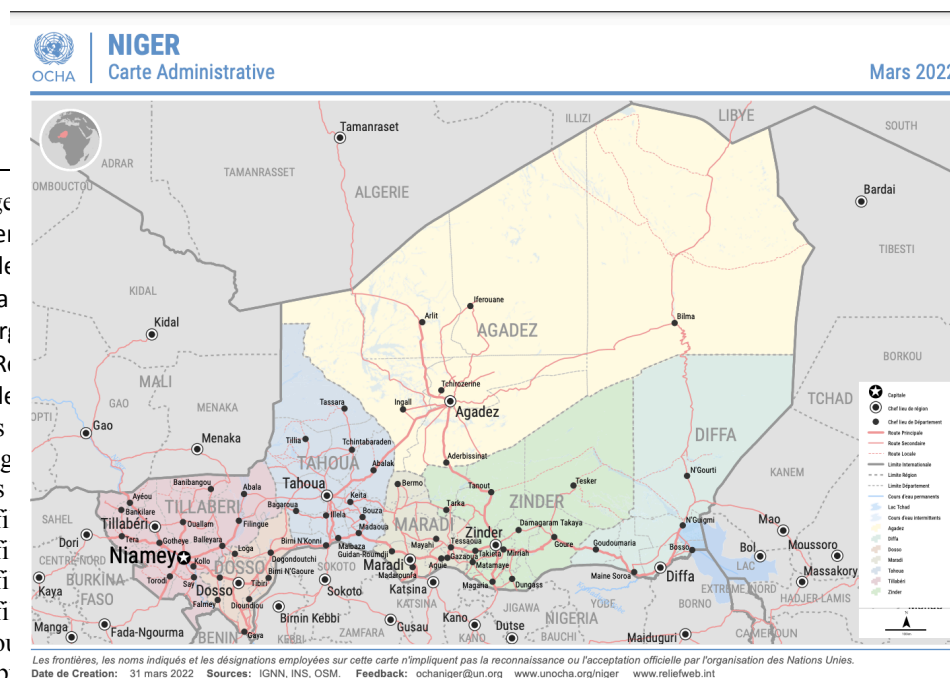 NIGER
OCHA
Carte Administrative
Mars 2022
Tamanraset
ILLIZI
LIBYE
SOUTH
ADRAR
TAMANRASSET
OMBOUCTOU
ALGERIE
Bardai
TIBESTI
KIDAL
Iferouane
Arlit
Bilma
AGADEZ
Kidal
BORKOU
MALI
Tchirozerine
TCHAD
GAO
MENAKA
Tassara
Ingall
Agadez
OPTI
Gao
Menaka
Tillia
Tchintabaraden
DIFFA
TAHOUA
Abalak
Aderbissinat
KANEM
N'Gourti
Banibangou
Abala
Tahoua
Bermo
Tanout
Tesker
Ayéou
Keita
TILLABERI
Bagaroua
Tarka
ZINDER
Bankilare
Illela
Bouza
SAHEL
Tillabéri
Ouallam
Filingue
Madaoua
MARADI
Damagaram Takaya
N'Guigmi
Mao
Dori
Tera
Gotheye
Balleyara
Birni N'Konni
Mabaza
Mayahi
Tessaoua
Zinder
Goure
Goudoumaria
Bosso
Moussoro
Niamey
Kollo
Loga
Guidan-Roumdji
Gazaoua
Takieta
Mirriah
Bol
CENTRE-NORD
DOSSO
Dogondoutchi
Maradi
Aguie
Matamaye
LAC
BURKINA
Torodi
Say
Tibiri
Birni N'Gaoure
SOKOTO
Madarounfa
Maine Soroa
Diffa
Massakory
Kaya
FASO
Dosso
Sokoto
Katsina
Magaria
Dungass
EXTREME-NORD
Falmey
Dioundiou
KATSINA
JIGAWA
YOBE
BORNO
HADJER LAMIS
Manga
Fada-Ngourma
Birnin Kebbi
Gusau
Kano
NIGERIA
BENIN
Gaya
KEBBI
ZAMFARA
KANO
Dutse
BAUCHI
Maiduguri
CAMEROUN
Capitale
Chef lieu de région
Chef lieu de Département
Route Principale
Route Secondaire
Route Locale
Limite Internationale
Limite Région
Limite Département
Cours d'eau permanents
Lac Tchad
Cours d'eau intermittents
Agadez
Diffa
Dosso
Maradi
Tahoua
Tillabéri
Zinder
N
Les frontières, les noms indiqués et les désignations employées sur cette carte n'impliquent pas la reconnaissance ou l'acceptation officielle par l'organisation des Nations Unies.
Date de Creation: 31 mars 2022 Sources: IGNN, INS, OSM. Feedback: ochaniger@un.org www.unocha.org/niger www.reliefweb.int